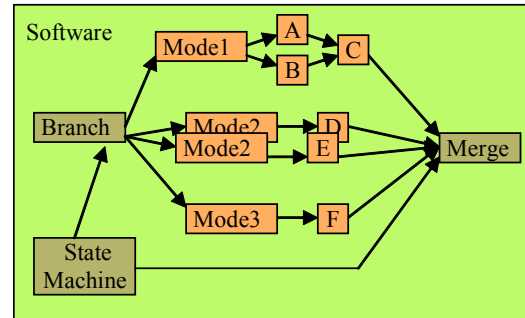 Software
A
Mode1
B
C
Branch
Mode2
D
Mode2
E
Merge
Mode3
F
State
Machine